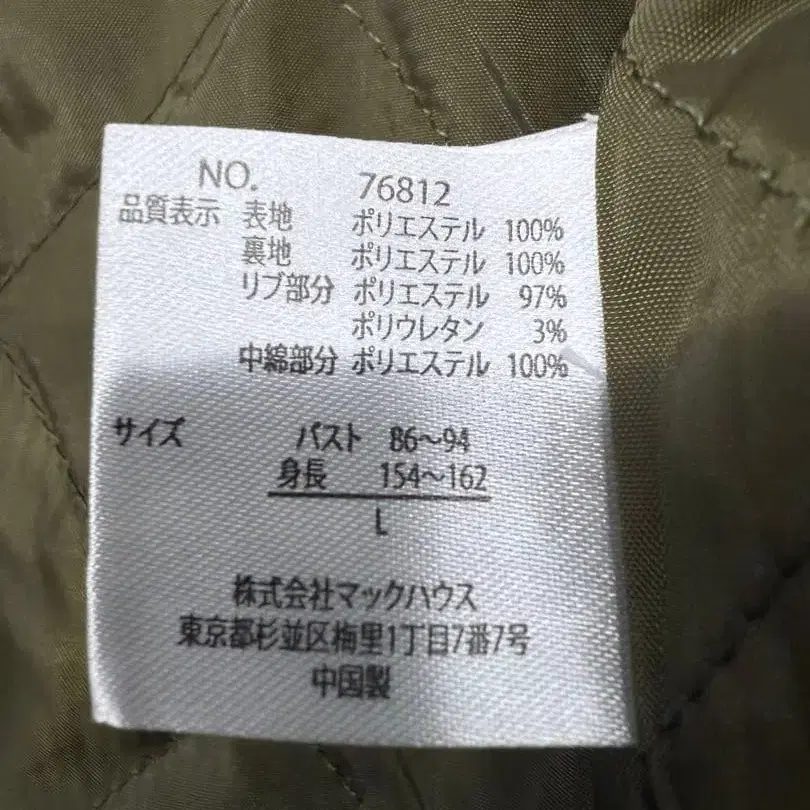 NO. 76812
品質表示 表地 ポリエステル 100%
裏地 ポリエステル 100%
リブ部分 ポリエステル 97%
ポリウレタン 3%
中綿部分 ポリエステル 100%
サイズ バスト 86～94
身長 154～162
L
株式会社マックハウス
東京都杉並区梅里1丁目7番7号
中国製